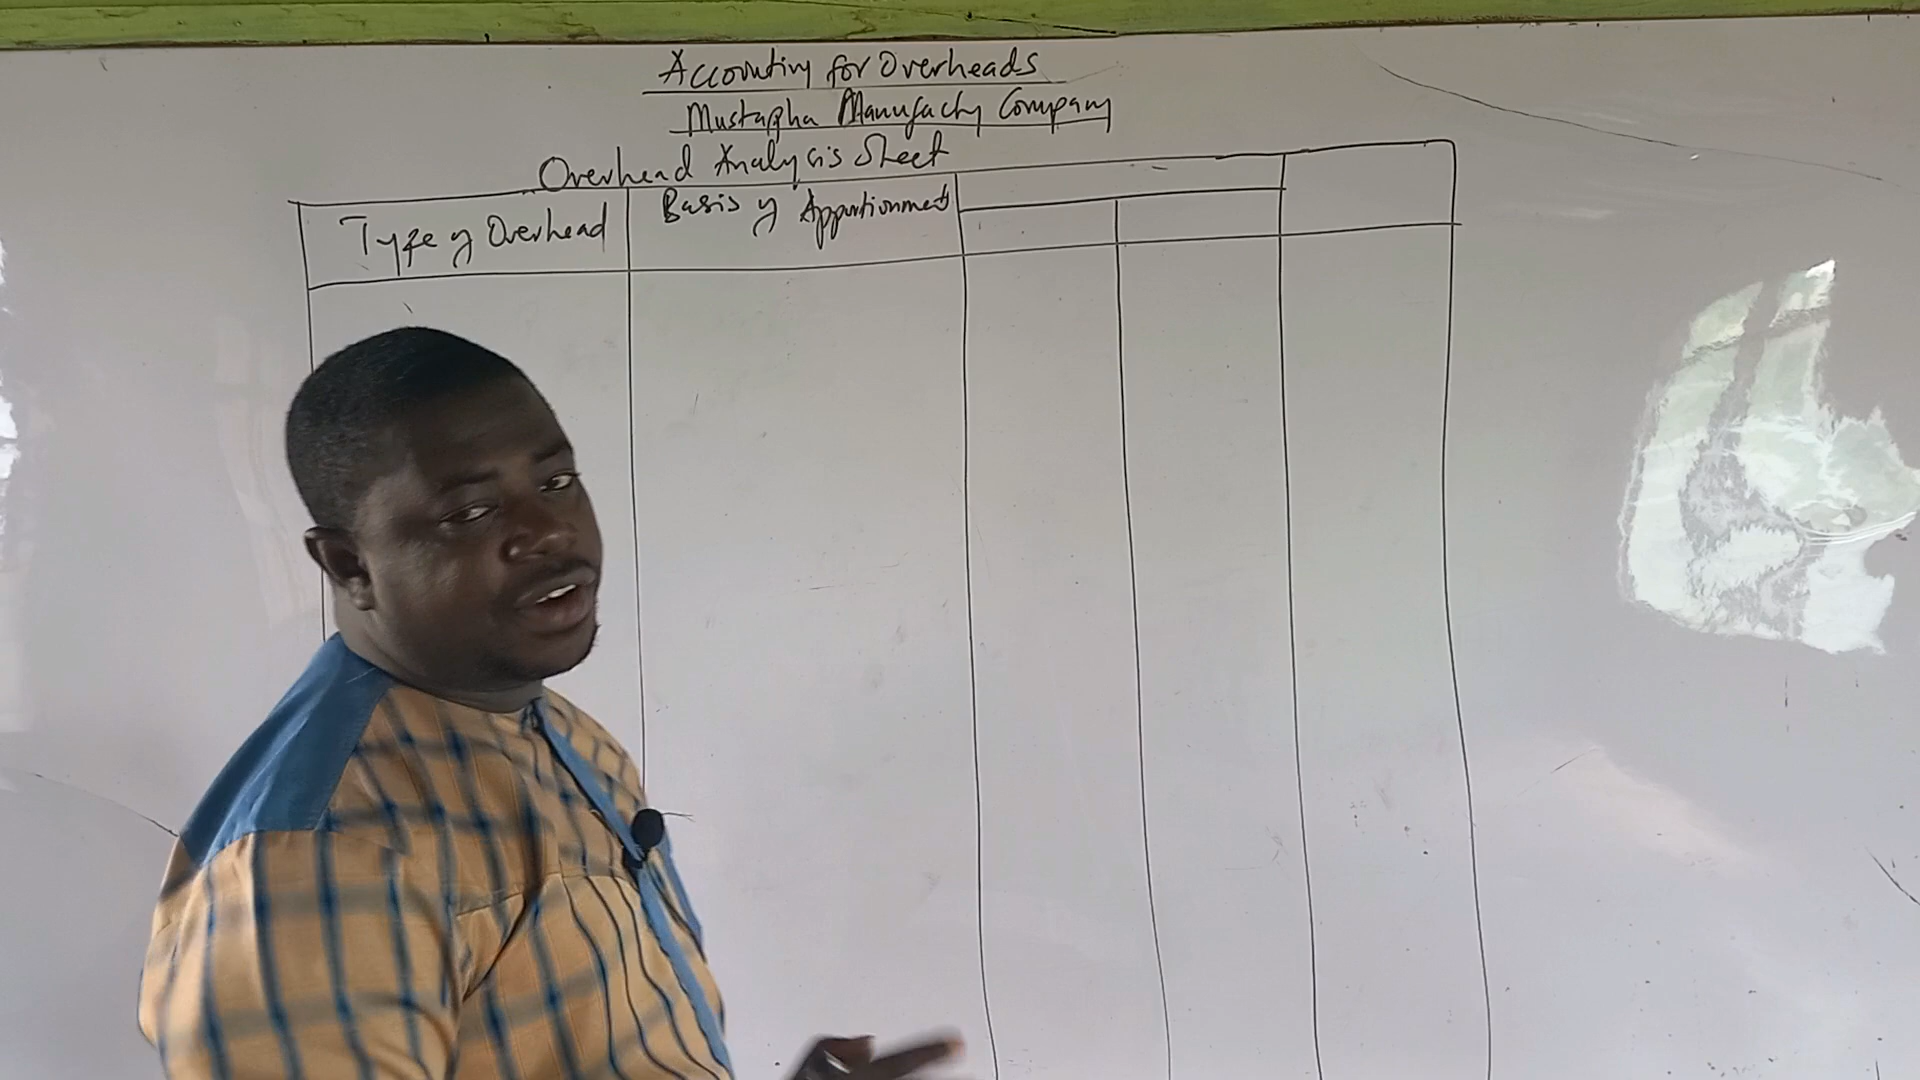 Accounting for Overheads
Mustapha Manufacty Company
Overhead Analysis Sheet
Type of Overhead
Basis of Apportionment